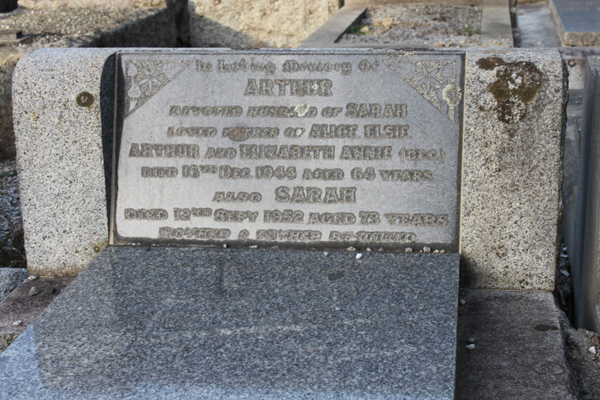 In Loving Memory of
ARTHUR
DEVOTED HUSBAND OF SARAH
LOVED FATHER OF ALICE ELSIE
ARTHUR AND ELIZABETH ANNIE (DEC.)
DIED 16TH DEC. 1944 AGED 64 YEARS
ALSO SARAH
DIED 12TH SEPT 1952 AGED 73 YEARS
MOTHER & FATHER RE-UNITED